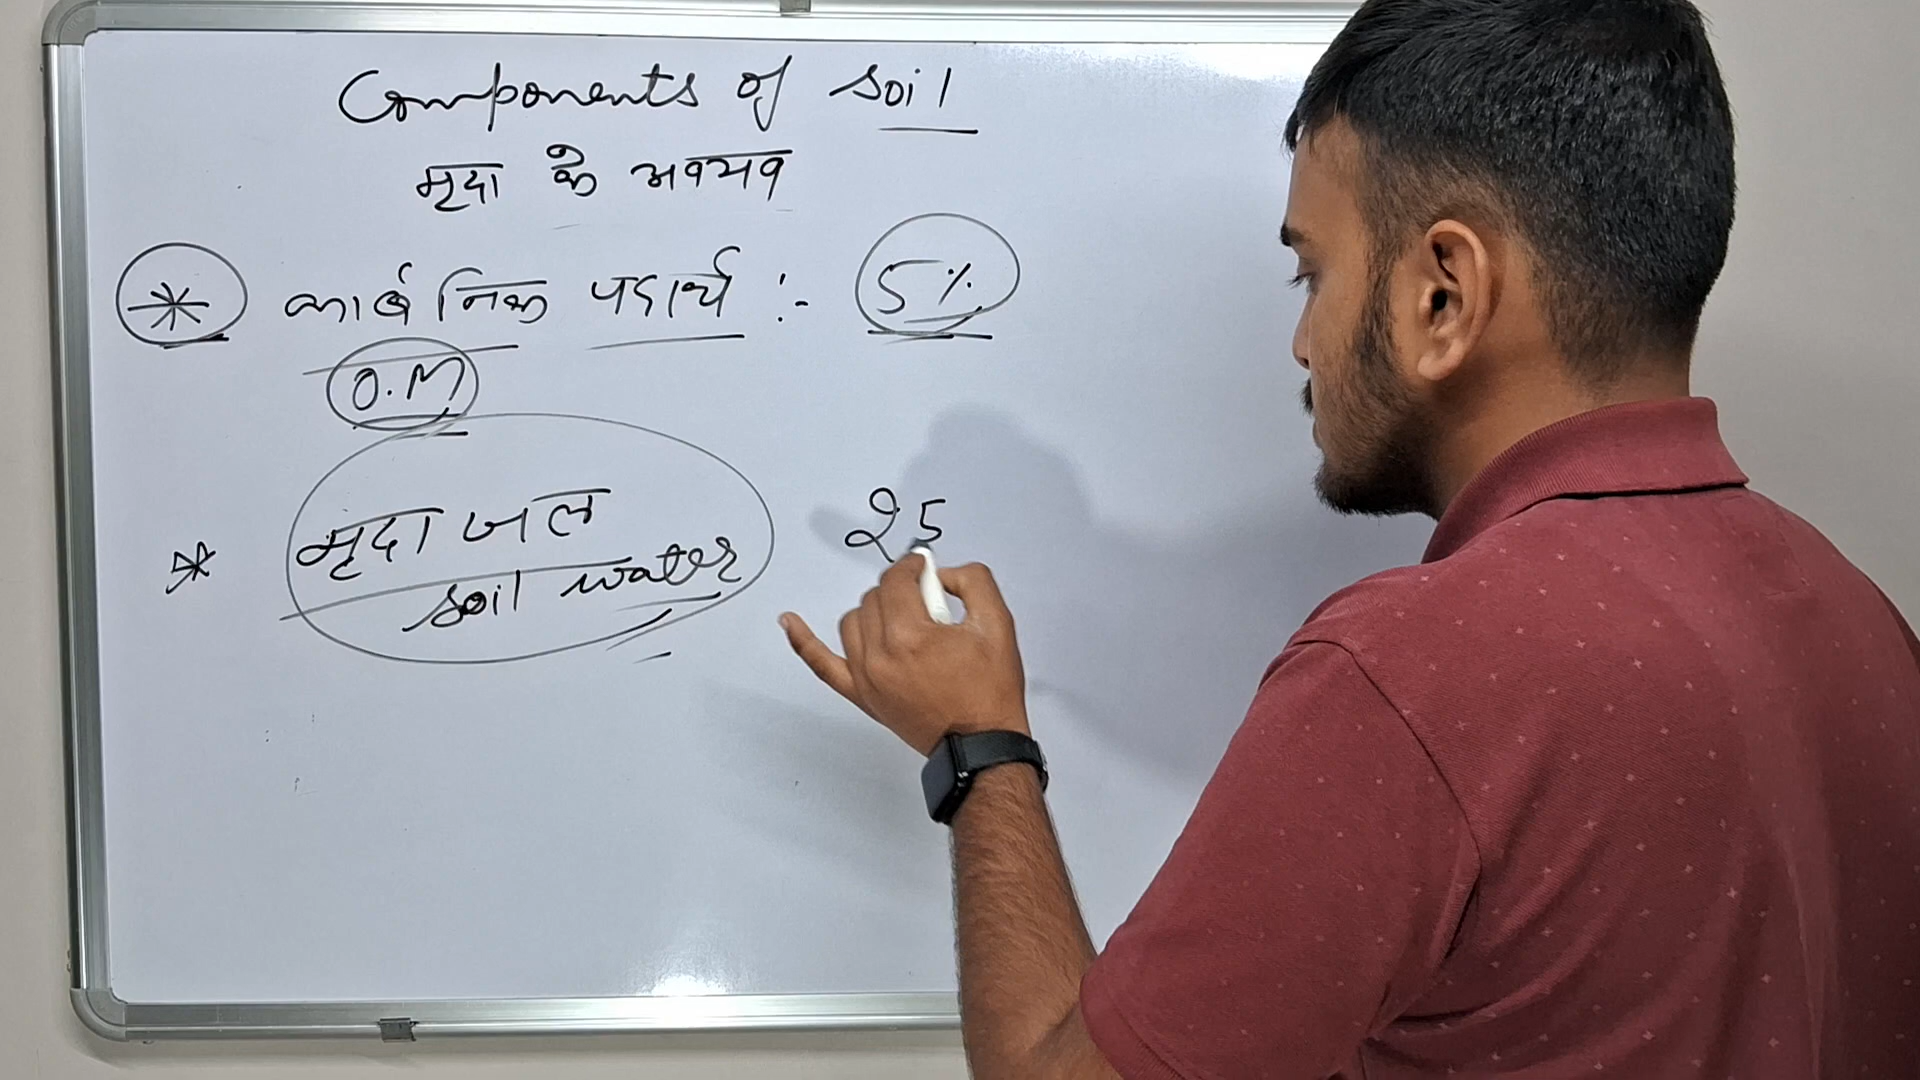 Components of soil
मृदा के अवयव
* कार्बनिक पदार्थ :- 5%
O.M
* मृदा जल 25
soil water